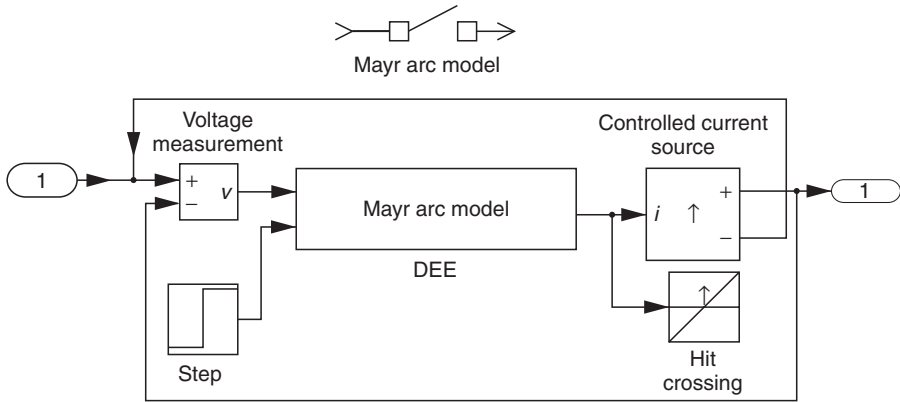 Mayr arc model
Voltage
measurement
Controlled current
source
1
+
−
v
Mayr arc model
DEE
i
↑
+
−
1
Step
↑
Hit
crossing